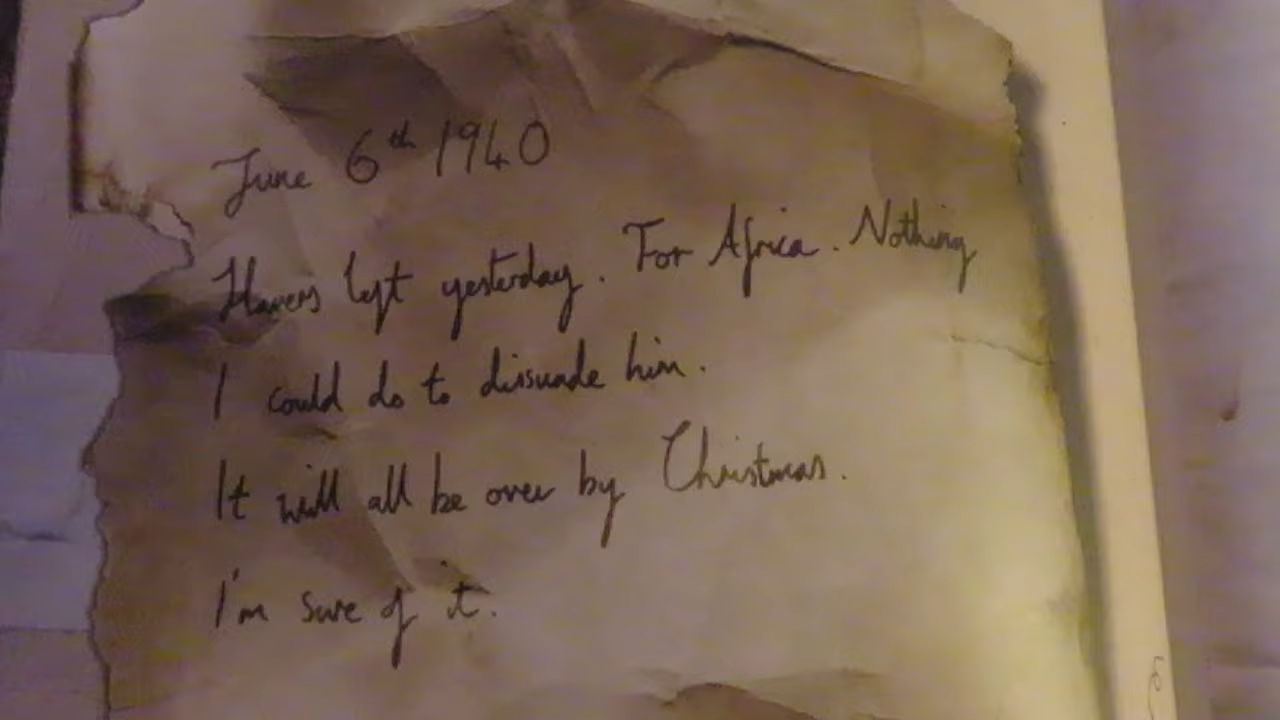 June 6th 1940
Havers left yesterday. For Africa. Nothing
I could do to dissuade him.
It will all be over by Christmas.
I'm sure of it.